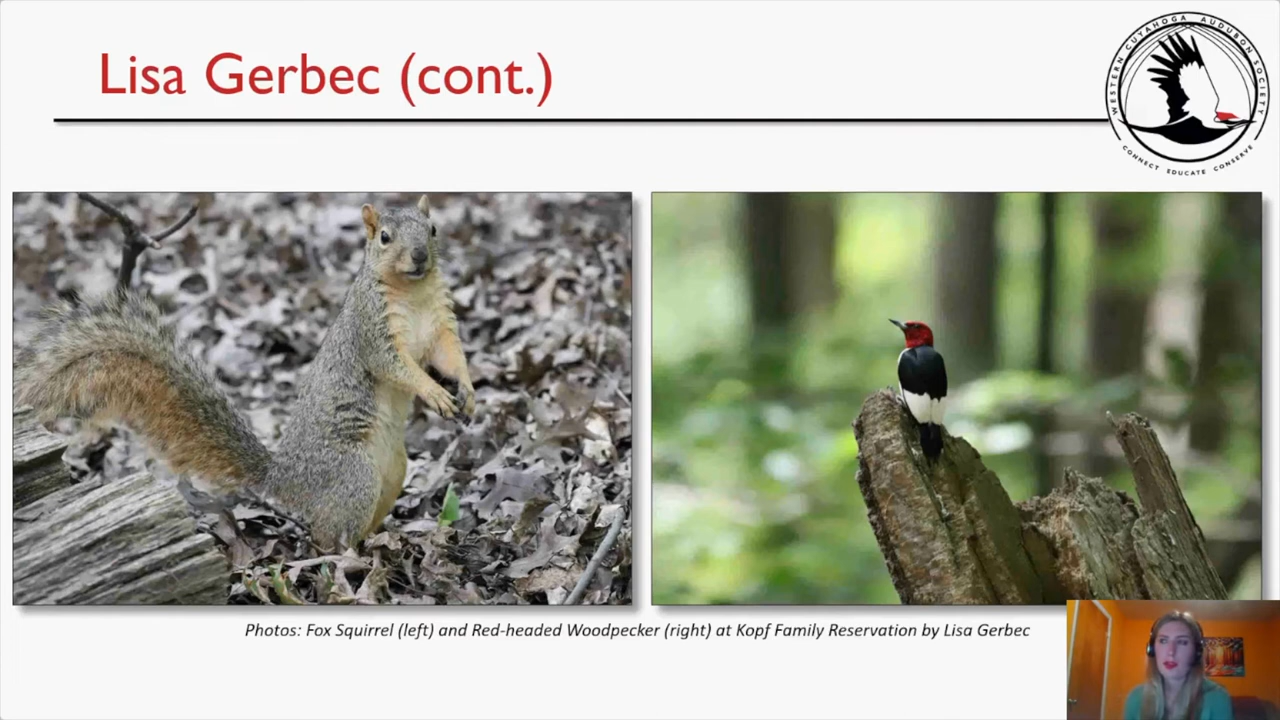 Lisa Gerbec (cont.)
WESTERN CUYAHOGA AUDUBON SOCIETY
CONNECT EDUCATE CONSERVE
Photos: Fox Squirrel (left) and Red-headed Woodpecker (right) at Kopf Family Reservation by Lisa Gerbec